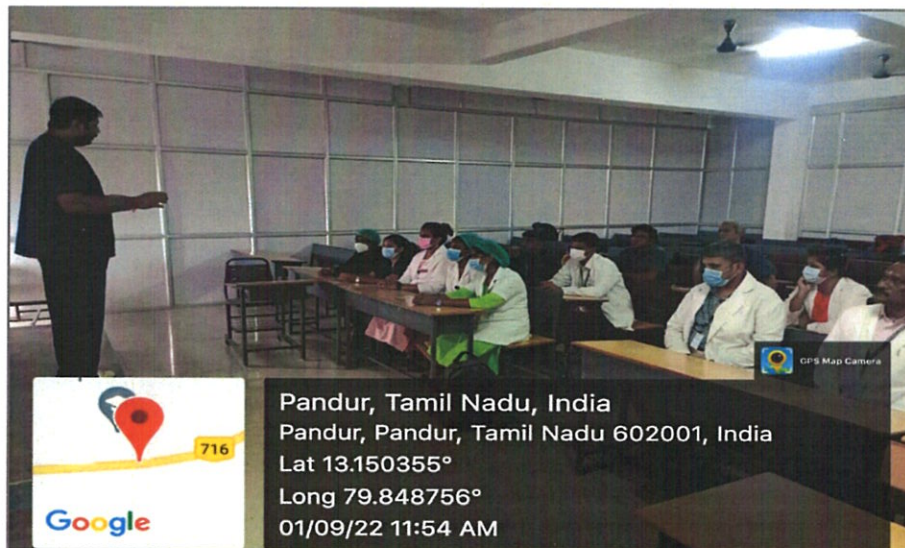 GPS Map Camera
716
Google
Pandur, Tamil Nadu, India
Pandur, Pandur, Tamil Nadu 602001, India
Lat 13.150355°
Long 79.848756°
01/09/22 11:54 AM